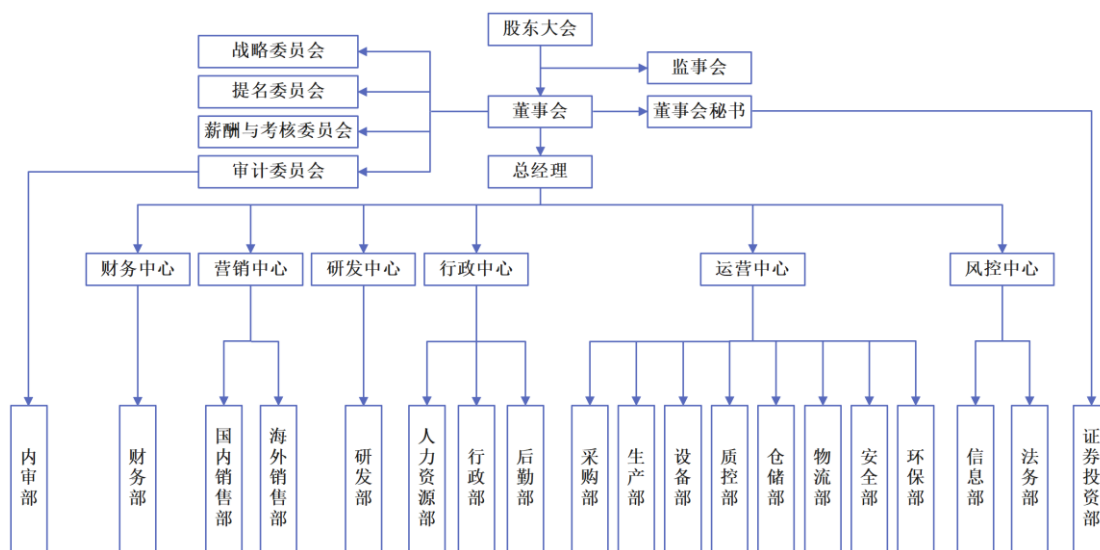 股东大会
战略委员会
监事会
提名委员会
董事会
董事会秘书
薪酬与考核委员会
审计委员会
总经理
财务中心
营销中心
研发中心
行政中心
运营中心
风控中心
内审部
财务部
国内销售部
海外销售部
研发部
人力资源部
行政部
后勤部
采购部
生产部
设备部
质控部
仓储部
物流部
安全部
环保部
信息部
法务部
证券投资部